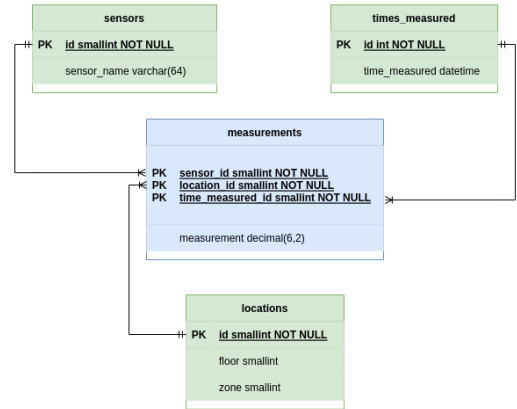 sensors
PK id smallint NOT NULL
sensor_name varchar(64)
times_measured
PK id int NOT NULL
time_measured datetime
measurements
PK sensor_id smallint NOT NULL
PK location_id smallint NOT NULL
PK time_measured_id smallint NOT NULL
measurement decimal(6,2)
locations
PK id smallint NOT NULL
floor smallint
zone smallint